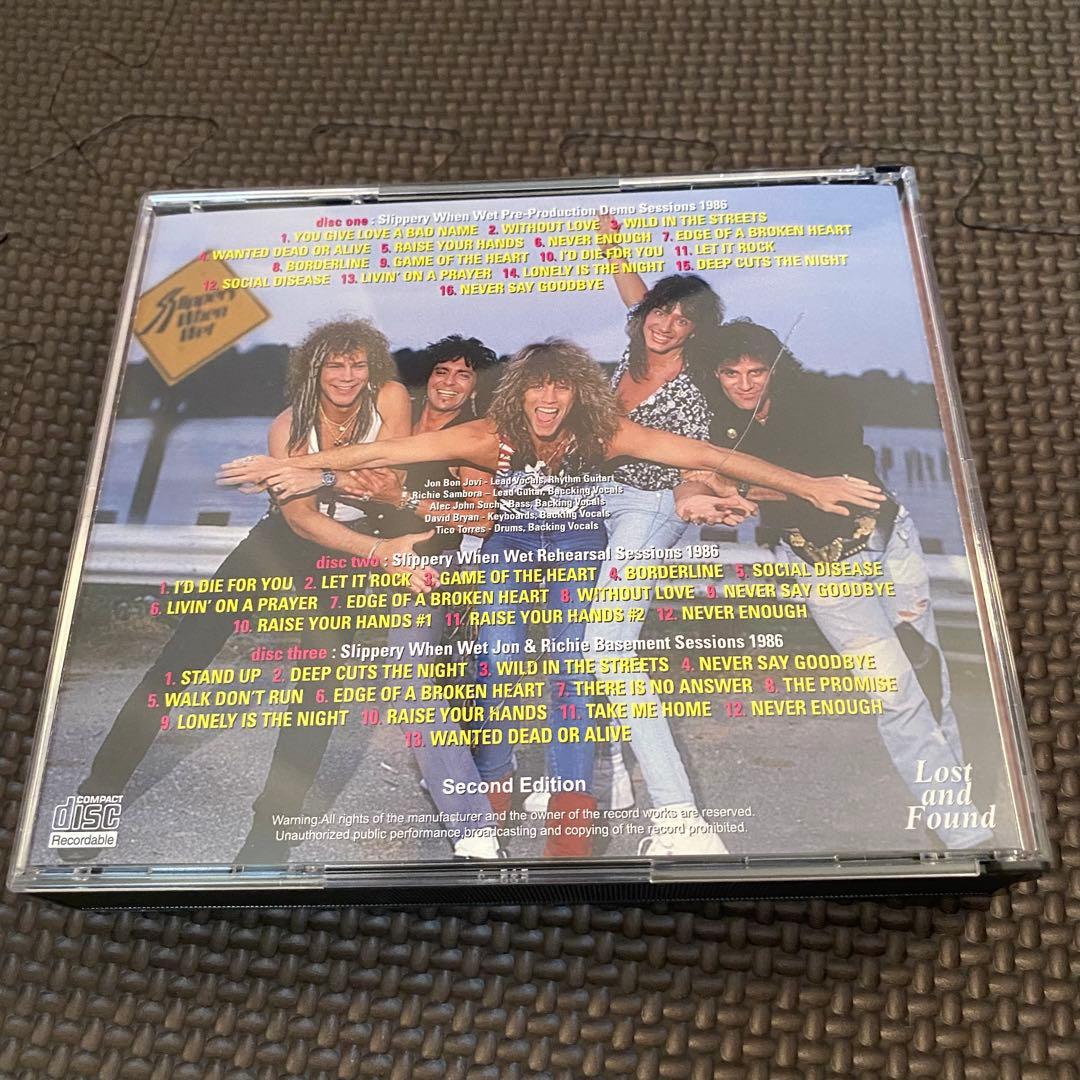 disc one : Slippery When Wet Pre-Production Demo Sessions 1986
1. YOU GIVE LOVE A BAD NAME 2. WITHOUT LOVE 3. WILD IN THE STREETS
4. WANTED DEAD OR ALIVE 5. RAISE YOUR HANDS 6. NEVER ENOUGH 7. EDGE OF A BROKEN HEART
8. BORDERLINE 9. GAME OF THE HEART 10. I'D DIE FOR YOU 11. LET IT ROCK
12. SOCIAL DISEASE 13. LIVIN' ON A PRAYER 14. LONELY IS THE NIGHT 15. DEEP CUTS THE NIGHT
16. NEVER SAY GOODBYE
Slippery
When
Wet
Jon Bon Jovi - Lead Vocals, Rhythm Guitar
Richie Sambora – Lead Guitar, Baccking Vocals
Alec John Such - Bass, Backing Vocals
David Bryan - Keyboards, Backing Vocals
Tico Torres - Drums, Backing Vocals
disc two : Slippery When Wet Rehearsal Sessions 1986
1. I'D DIE FOR YOU 2. LET IT ROCK 3. GAME OF THE HEART 4. BORDERLINE 5. SOCIAL DISEASE
6. LIVIN' ON A PRAYER 7. EDGE OF A BROKEN HEART 8. WITHOUT LOVE 9. NEVER SAY GOODBYE
10. RAISE YOUR HANDS #1 11. RAISE YOUR HANDS #2 12. NEVER ENOUGH
disc three : Slippery When Wet Jon & Richie Basement Sessions 1986
1. STAND UP 2. DEEP CUTS THE NIGHT 3. WILD IN THE STREETS 4. NEVER SAY GOODBYE
5. WALK DON'T RUN 6. EDGE OF A BROKEN HEART 7. THERE IS NO ANSWER 8. THE PROMISE
9. LONELY IS THE NIGHT 10. RAISE YOUR HANDS 11. TAKE ME HOME 12. NEVER ENOUGH
13. WANTED DEAD OR ALIVE
Second Edition
Warning:All rights of the manufacturer and the owner of the record works are reserved.
Unauthorized.public performance,broadcasting and copying of the record prohibited.
COMPACT
disc
Recordable
Lost
and
Found